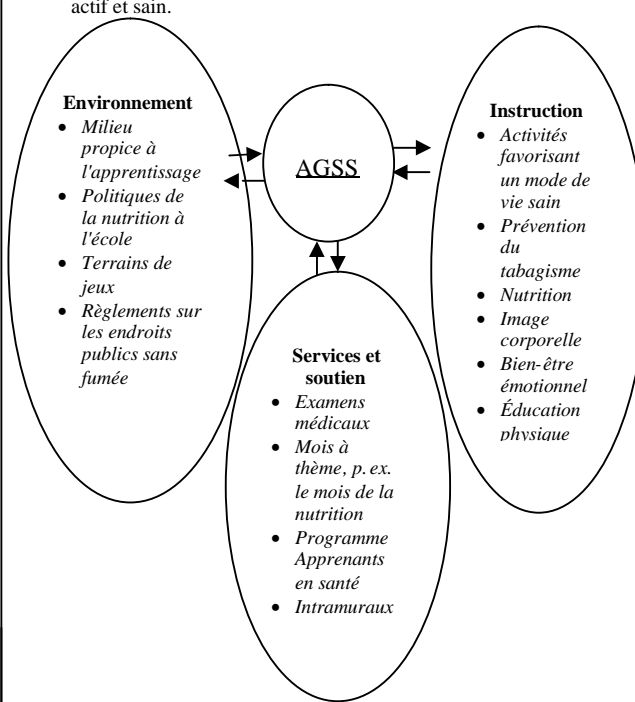 actif et sain.
Environnement
• Milieu
propice à
l'apprentissage
• Politiques de
la nutrition à
l'école
• Terrains de
jeux
• Règlements sur
les endroits
publics sans
fumée
AGSS
Instruction
• Activités
favorisant
un mode de
vie sain
• Prévention
du
tabagisme
• Nutrition
• Image
corporelle
• Bien-être
émotionnel
• Éducation
physique
Services et
soutien
• Examens
médicaux
• Mois à
thème, p. ex.
le mois de la
nutrition
• Programme
Apprenants
en santé
• Intramuraux